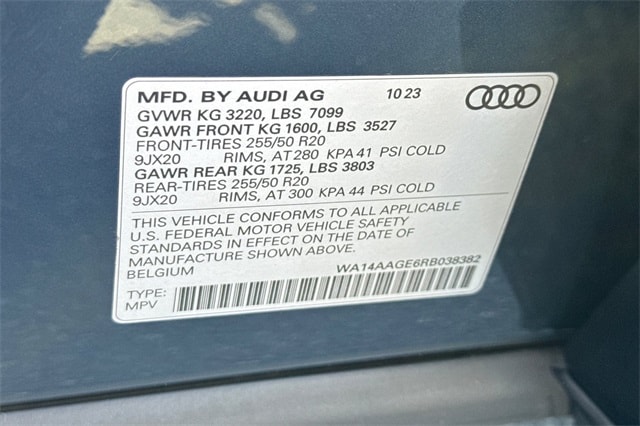 MFD. BY AUDI AG 10 23
GVWR KG 3220, LBS 7099
GAWR FRONT KG 1600, LBS 3527
FRONT-TIRES 255/50 R20
9JX20 RIMS, AT 280 KPA 41 PSI COLD
GAWR REAR KG 1725, LBS 3803
REAR-TIRES 255/50 R20
9JX20 RIMS, AT 300 KPA 44 PSI COLD
THIS VEHICLE CONFORMS TO ALL APPLICABLE
U.S. FEDERAL MOTOR VEHICLE SAFETY
STANDARDS IN EFFECT ON THE DATE OF
MANUFACTURE SHOWN ABOVE.
BELGIUM WA14AAGE6RB038382
TYPE:
MPV